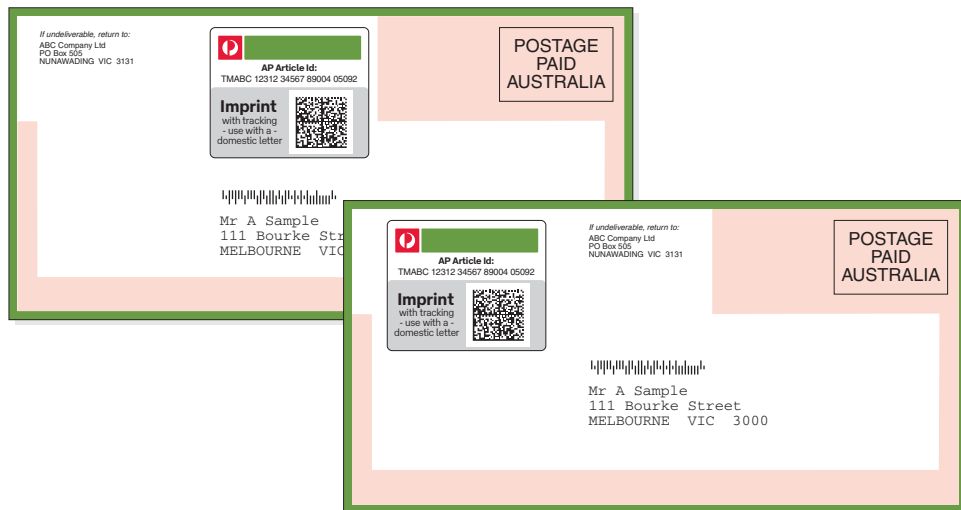 If undeliverable, return to:
ABC Company Ltd
PO Box 505
NUNAWADING VIC 3131
AP Article Id:
TMABC 12312 34567 89004 05092
Imprint
with tracking
- use with a -
domestic letter
POSTAGE
PAID
AUSTRALIA
Mr A Sample
111 Bourke Str
MELBOURNE VIC
AP Article Id:
TMABC 12312 34567 89004 05092
Imprint
with tracking
- use with a -
domestic letter
If undeliverable, return to:
ABC Company Ltd
PO Box 505
NUNAWADING VIC 3131
POSTAGE
PAID
AUSTRALIA
Mr A Sample
111 Bourke Street
MELBOURNE VIC 3000